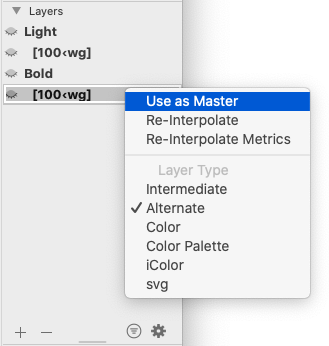 Layers
Light
[100‹wg]
Bold
[100‹wg]
Use as Master
Re-Interpolate
Re-Interpolate Metrics
Layer Type
Intermediate
Alternate
Color
Color Palette
iColor
svg